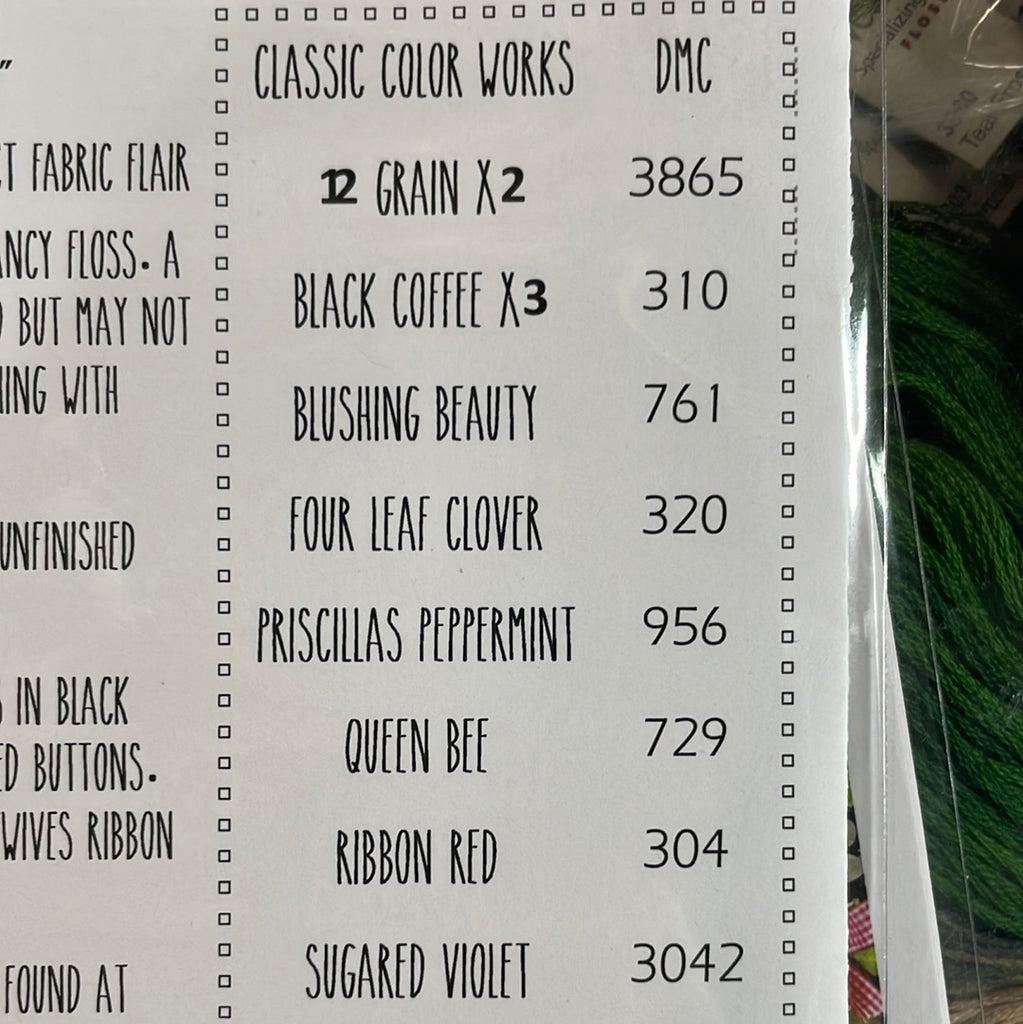 CLASSIC COLOR WORKS DMC
12 GRAIN X2 3865
BLACK COFFEE X3 310
BLUSHING BEAUTY 761
FOUR LEAF CLOVER 320
PRISCILLAS PEPPERMINT 956
QUEEN BEE 729
RIBBON RED 304
SUGARED VIOLET 3042
"
FABRIC FLAIR
FLOSS. A
BUT MAY NOT
WITH
UNFINISHED
IN BLACK
BUTTONS.
WIVES RIBBON
FOUND AT